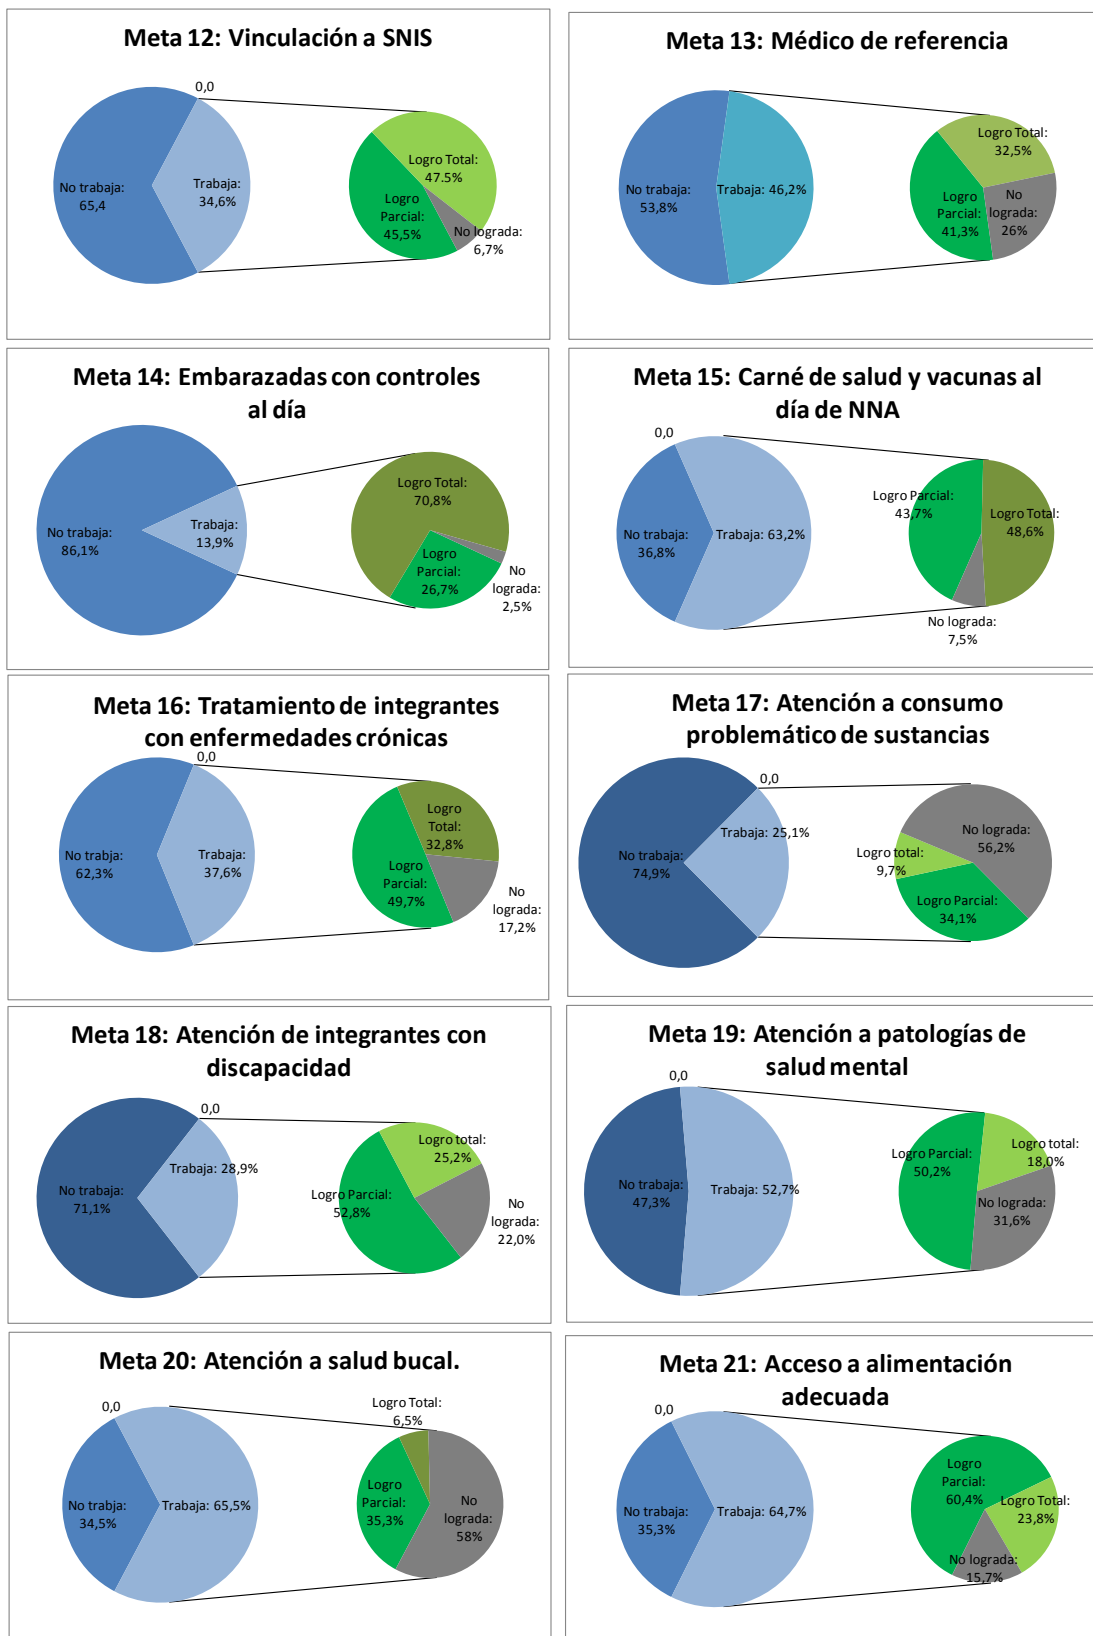 Meta 12: Vinculación a SNIS
0,0
No trabaja:
65,4
Trabaja:
34,6%
Logro Total:
47.5%
Logro
Parcial:
45,5%
No lograda:
6,7%
Meta 13: Médico de referencia
No trabaja:
53,8%
Trabaja: 46,2%
Logro Total:
32,5%
Logro
Parcial:
41,3%
No
lograda:
26%
Meta 14: Embarazadas con controles
al día
No trabaja:
86,1%
Trabaja:
13,9%
Logro Total:
70,8%
Logro
Parcial:
26,7%
No
lograda:
2,5%
Meta 15: Carné de salud y vacunas al
día de NNA
0,0
No trabaja:
36,8%
Trabaja: 63,2%
Logro Parcial:
43,7%
Logro Total:
48,6%
No lograda:
7,5%
Meta 16: Tratamiento de integrantes
con enfermedades crónicas
0,0
No trabja:
62,3%
Trabaja:
37,6%
Logro
Total:
32,8%
Logro
Parcial:
49,7%
No
lograda:
17,2%
Meta 17: Atención a consumo
problemático de sustancias
0,0
No trabaja:
74,9%
Trabaja: 25,1%
No lograda:
56,2%
Logro total:
9,7%
Logro Parcial:
34,1%
Meta 18: Atención de integrantes con
discapacidad
0,0
No trabaja:
71,1%
Trabaja: 28,9%
Logro total:
25,2%
Logro Parcial:
52,8%
No
lograda:
22,0%
Meta 19: Atención a patologías de
salud mental
0,0
No trabaja:
47,3%
Trabaja: 52,7%
Logro Parcial:
50,2%
Logro total:
18,0%
No lograda:
31,6%
Meta 20: Atención a salud bucal.
0,0
No trabja:
34,5%
Trabaja: 65,5%
Logro Total:
6,5%
Logro
Parcial:
35,3%
No
lograda:
58%
Meta 21: Acceso a alimentación
adecuada
0,0
No trabaja:
35,3%
Trabaja: 64,7%
Logro
Parcial:
60,4%
Logro Total:
23,8%
No lograda:
15,7%